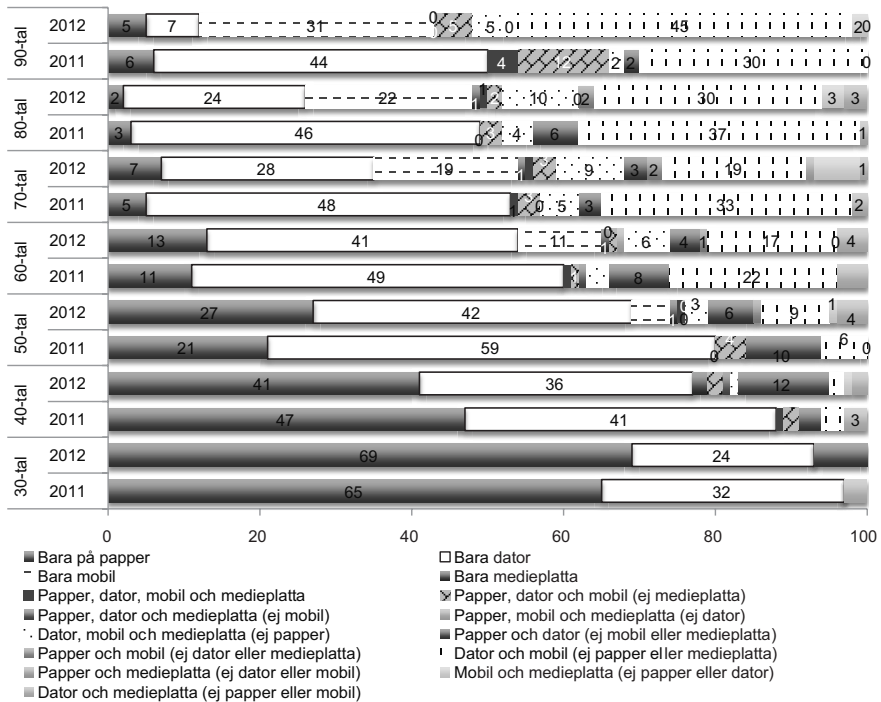 90-tal
2012 5 7 31 0 5 5 0 45 2 0
2011 6 44 4 12 2 2 30 0
80-tal
2012 2 24 22 1 1 2 10 0 2 30 3 3
2011 3 46 0 3 4 6 37 1
70-tal
2012 7 28 19 1 3 9 3 2 19 1
2011 5 48 1 3 0 5 3 33 2
60-tal
2012 13 41 11 1 0 6 4 1 17 0 4
2011 11 49 1 8 22
50-tal
2012 27 42 0 3 6 9 1 4
2011 21 59 0 4 10 6 0
40-tal
2012 41 36 12
2011 47 41 3
30-tal
2012 69 24
2011 65 32
0 20 40 60 80 100
Bara på papper
Bara dator
Bara mobil
Bara medieplatta
Papper, dator, mobil och medieplatta
Papper, dator och mobil (ej medieplatta)
Papper, dator och medieplatta (ej mobil)
Papper, mobil och medieplatta (ej dator)
Dator, mobil och medieplatta (ej papper)
Papper och dator (ej mobil eller medieplatta)
Papper och mobil (ej dator eller medieplatta)
Dator och mobil (ej papper eller medieplatta)
Papper och medieplatta (ej dator eller mobil)
Mobil och medieplatta (ej papper eller dator)
Dator och medieplatta (ej papper eller mobil)